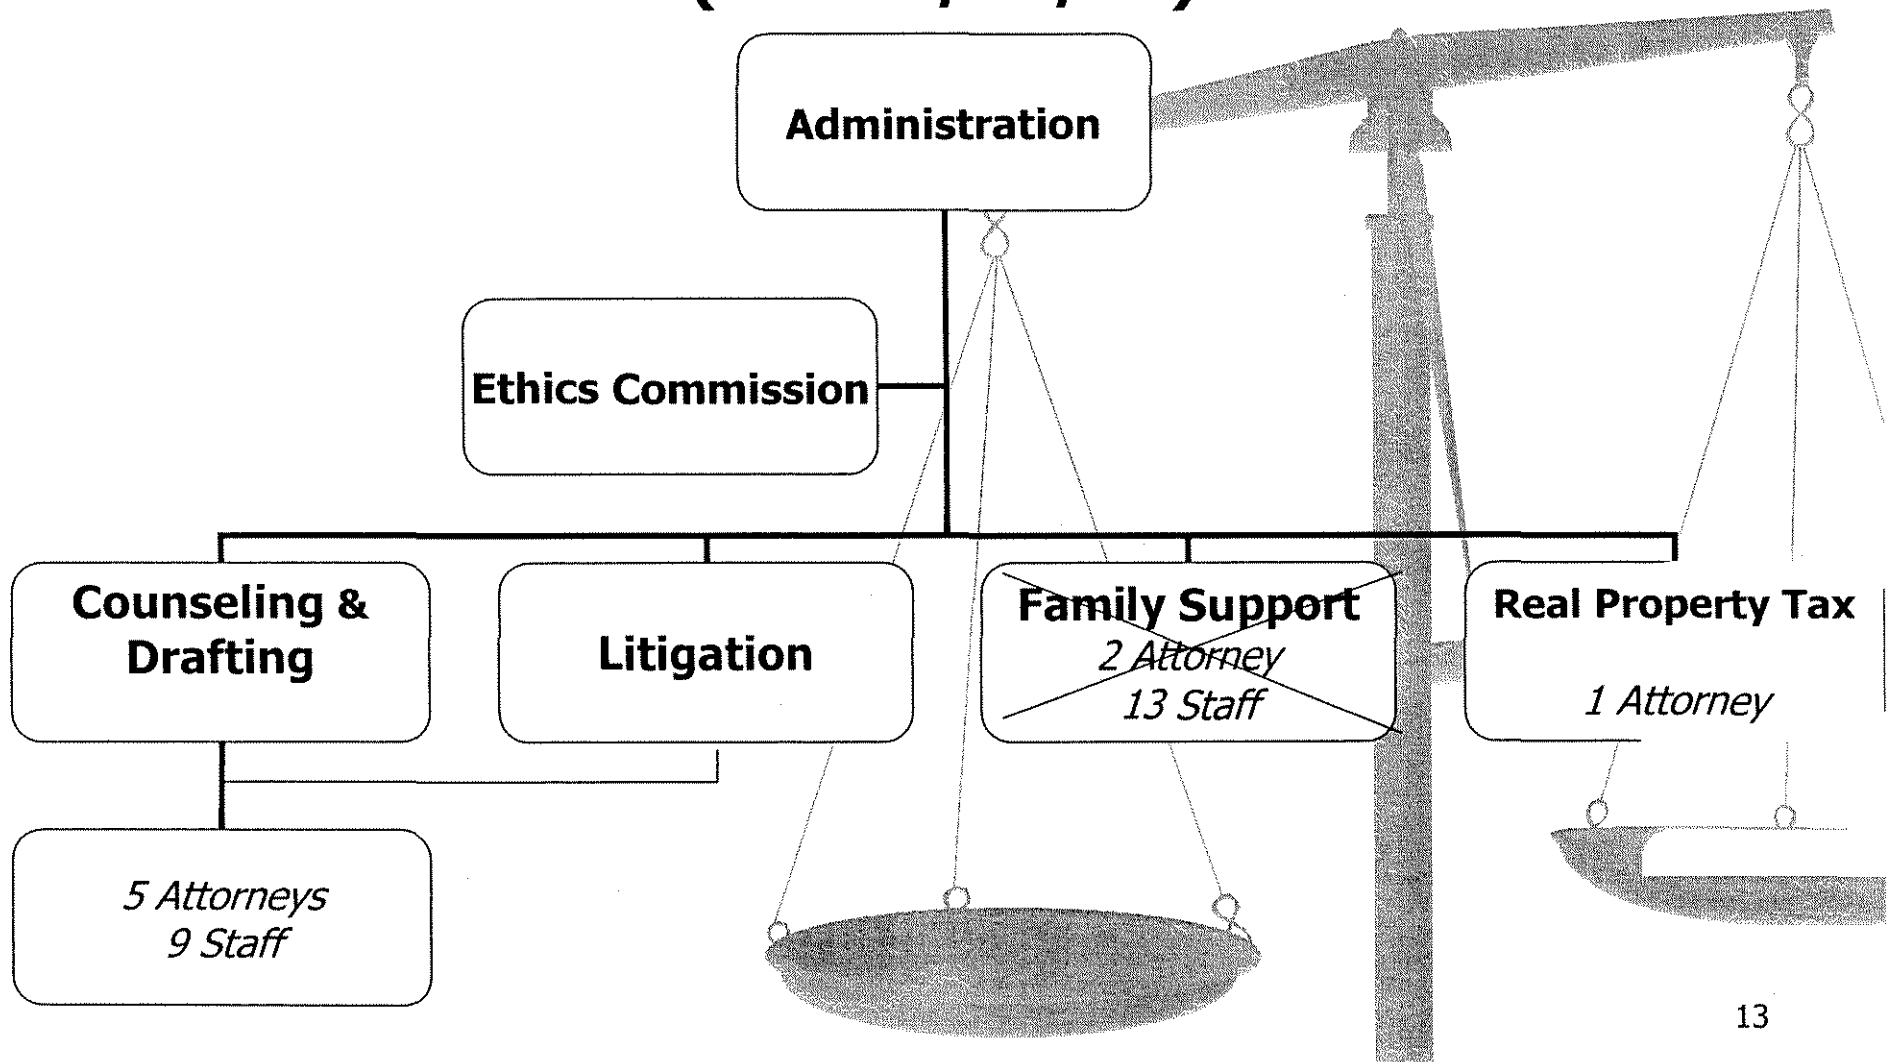 Administration
Ethics Commission
Counseling &
Drafting
Litigation
Family Support
2 Attorney
13 Staff
Real Property Tax
1 Attorney
5 Attorneys
9 Staff
13